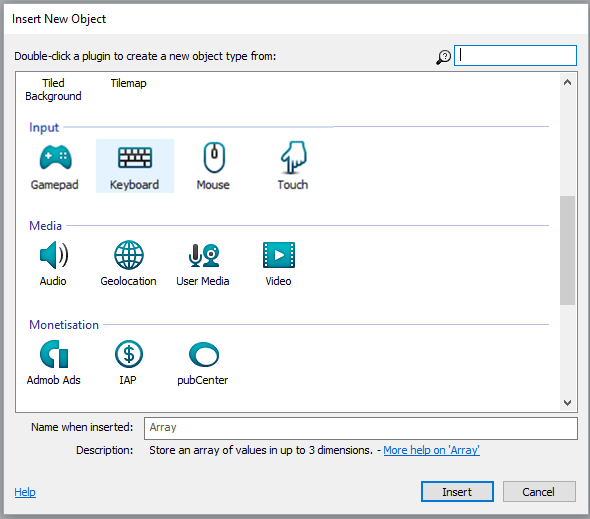 Insert New Object
Double-click a plugin to create a new object type from:
Tiled Background Tilemap
Input
Gamepad Keyboard Mouse Touch
Media
Audio Geolocation User Media Video
Monetisation
Admob Ads IAP pubCenter
Name when inserted: Array
Description: Store an array of values in up to 3 dimensions. - More help on 'Array'
Help Insert Cancel